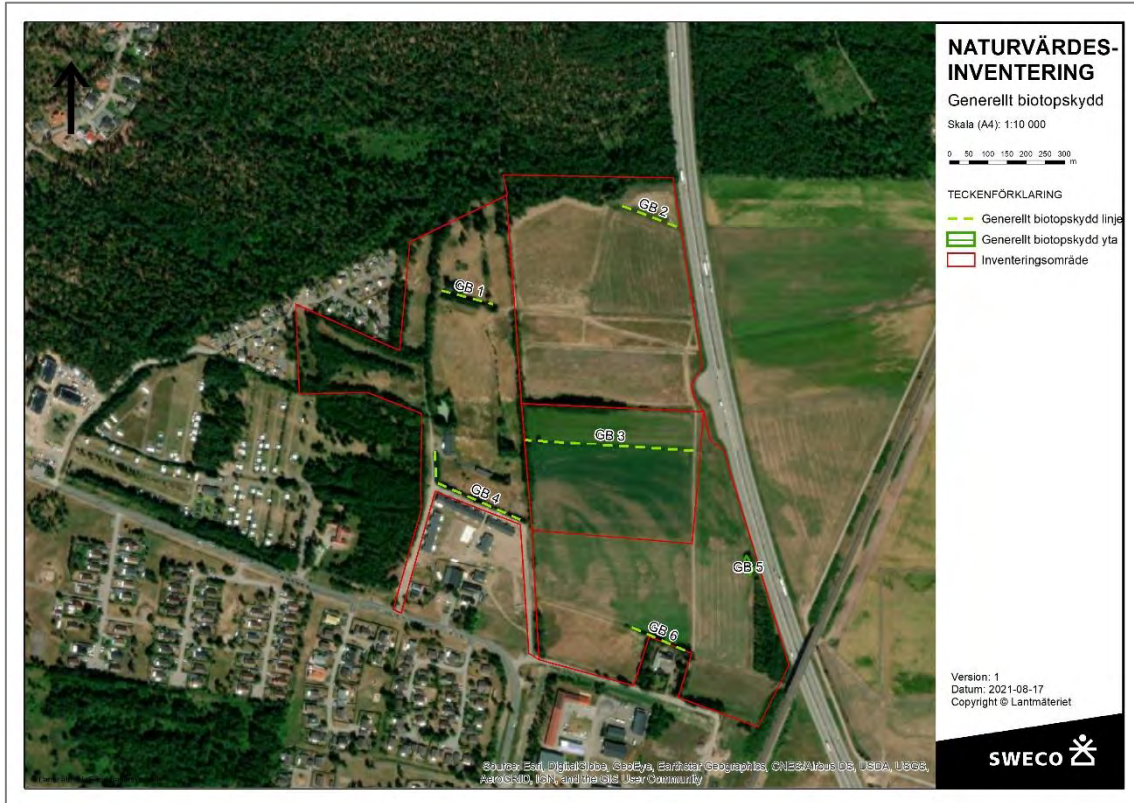 NATURVÄRDES-
INVENTERING
Generellt biotopskydd
Skala (A4): 1:10 000
0 50 100 150 200 250 300
m
TECKENFÖRKLARING
Generellt biotopskydd linje
Generellt biotopskydd yta
Inventeringsområde
GB 2
GB 1
GB 3
GB 4
GB 5
GB 6
Source: Esri, DigitalGlobe, GeoEye, Earthstar Geographics, CNES/Airbus DS, USDA, USGS,
AeroGRID, IGN, and the GIS User Community
Version: 1
Datum: 2021-08-17
Copyright © Lantmäteriet
SWECO